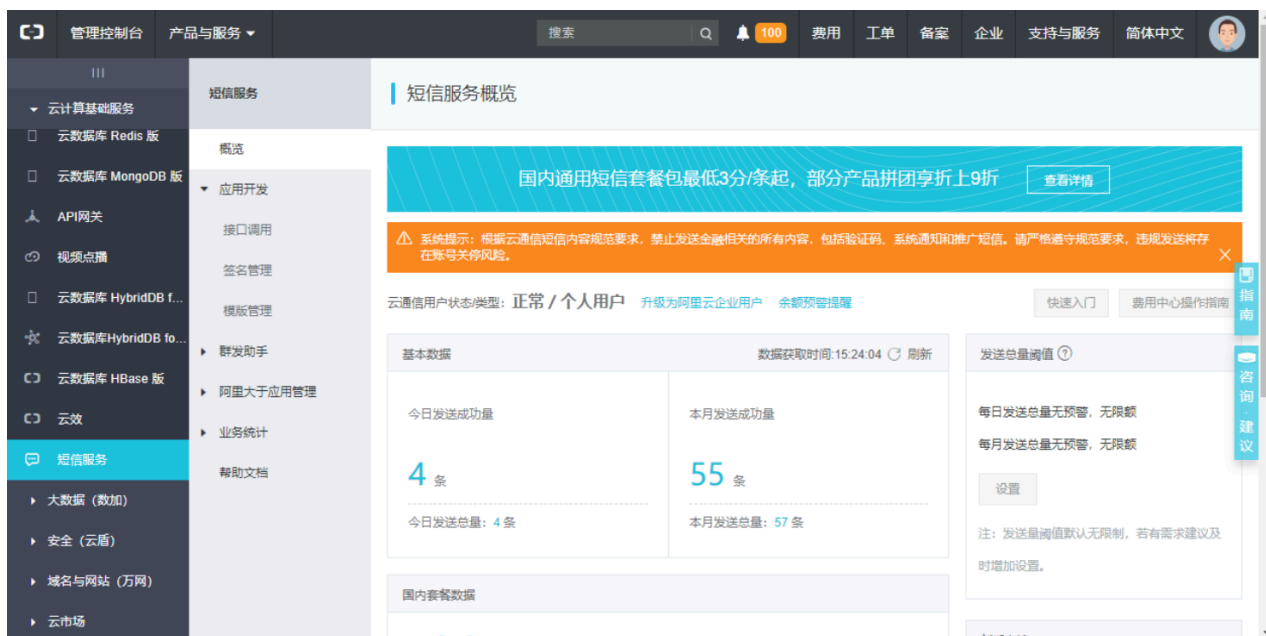 管理控制台
产品与服务
搜索
100
费用
工单
备案
企业
支持与服务
简体中文
云计算基础服务
云数据库 Redis 版
云数据库 MongoDB 版
API网关
视频点播
云数据库 HybridDB f...
云数据库HybridDB fo...
云数据库 HBase 版
云效
短信服务
大数据（数加）
安全（云盾）
域名与网站（万网）
云市场
短信服务
概览
应用开发
接口调用
签名管理
模版管理
群发助手
阿里大于应用管理
业务统计
帮助文档
短信服务概览
国内通用短信套餐包最低3分/条起，部分产品拼团享折上9折
查看详情
系统提示：根据云通信短信内容规范要求，禁止发送金融相关的所有内容，包括验证码、系统通知和推广短信。请严格遵守规范要求，违规发送将存
在账号关停风险。
云通信用户状态/类型：正常 / 个人用户 升级为阿里云企业用户 余额预警提醒
快速入门
费用中心操作指南
基本数据
数据获取时间:15:24:04 刷新
今日发送成功量
4 条
今日发送总量：4 条
本月发送成功量
55 条
本月发送总量：57 条
发送总量阈值
每日发送总量无预警，无限额
每月发送总量无预警，无限额
设置
注：发送量阈值默认无限制，若有需求建议及
时增加设置。
国内套餐数据
指南
咨询·建议